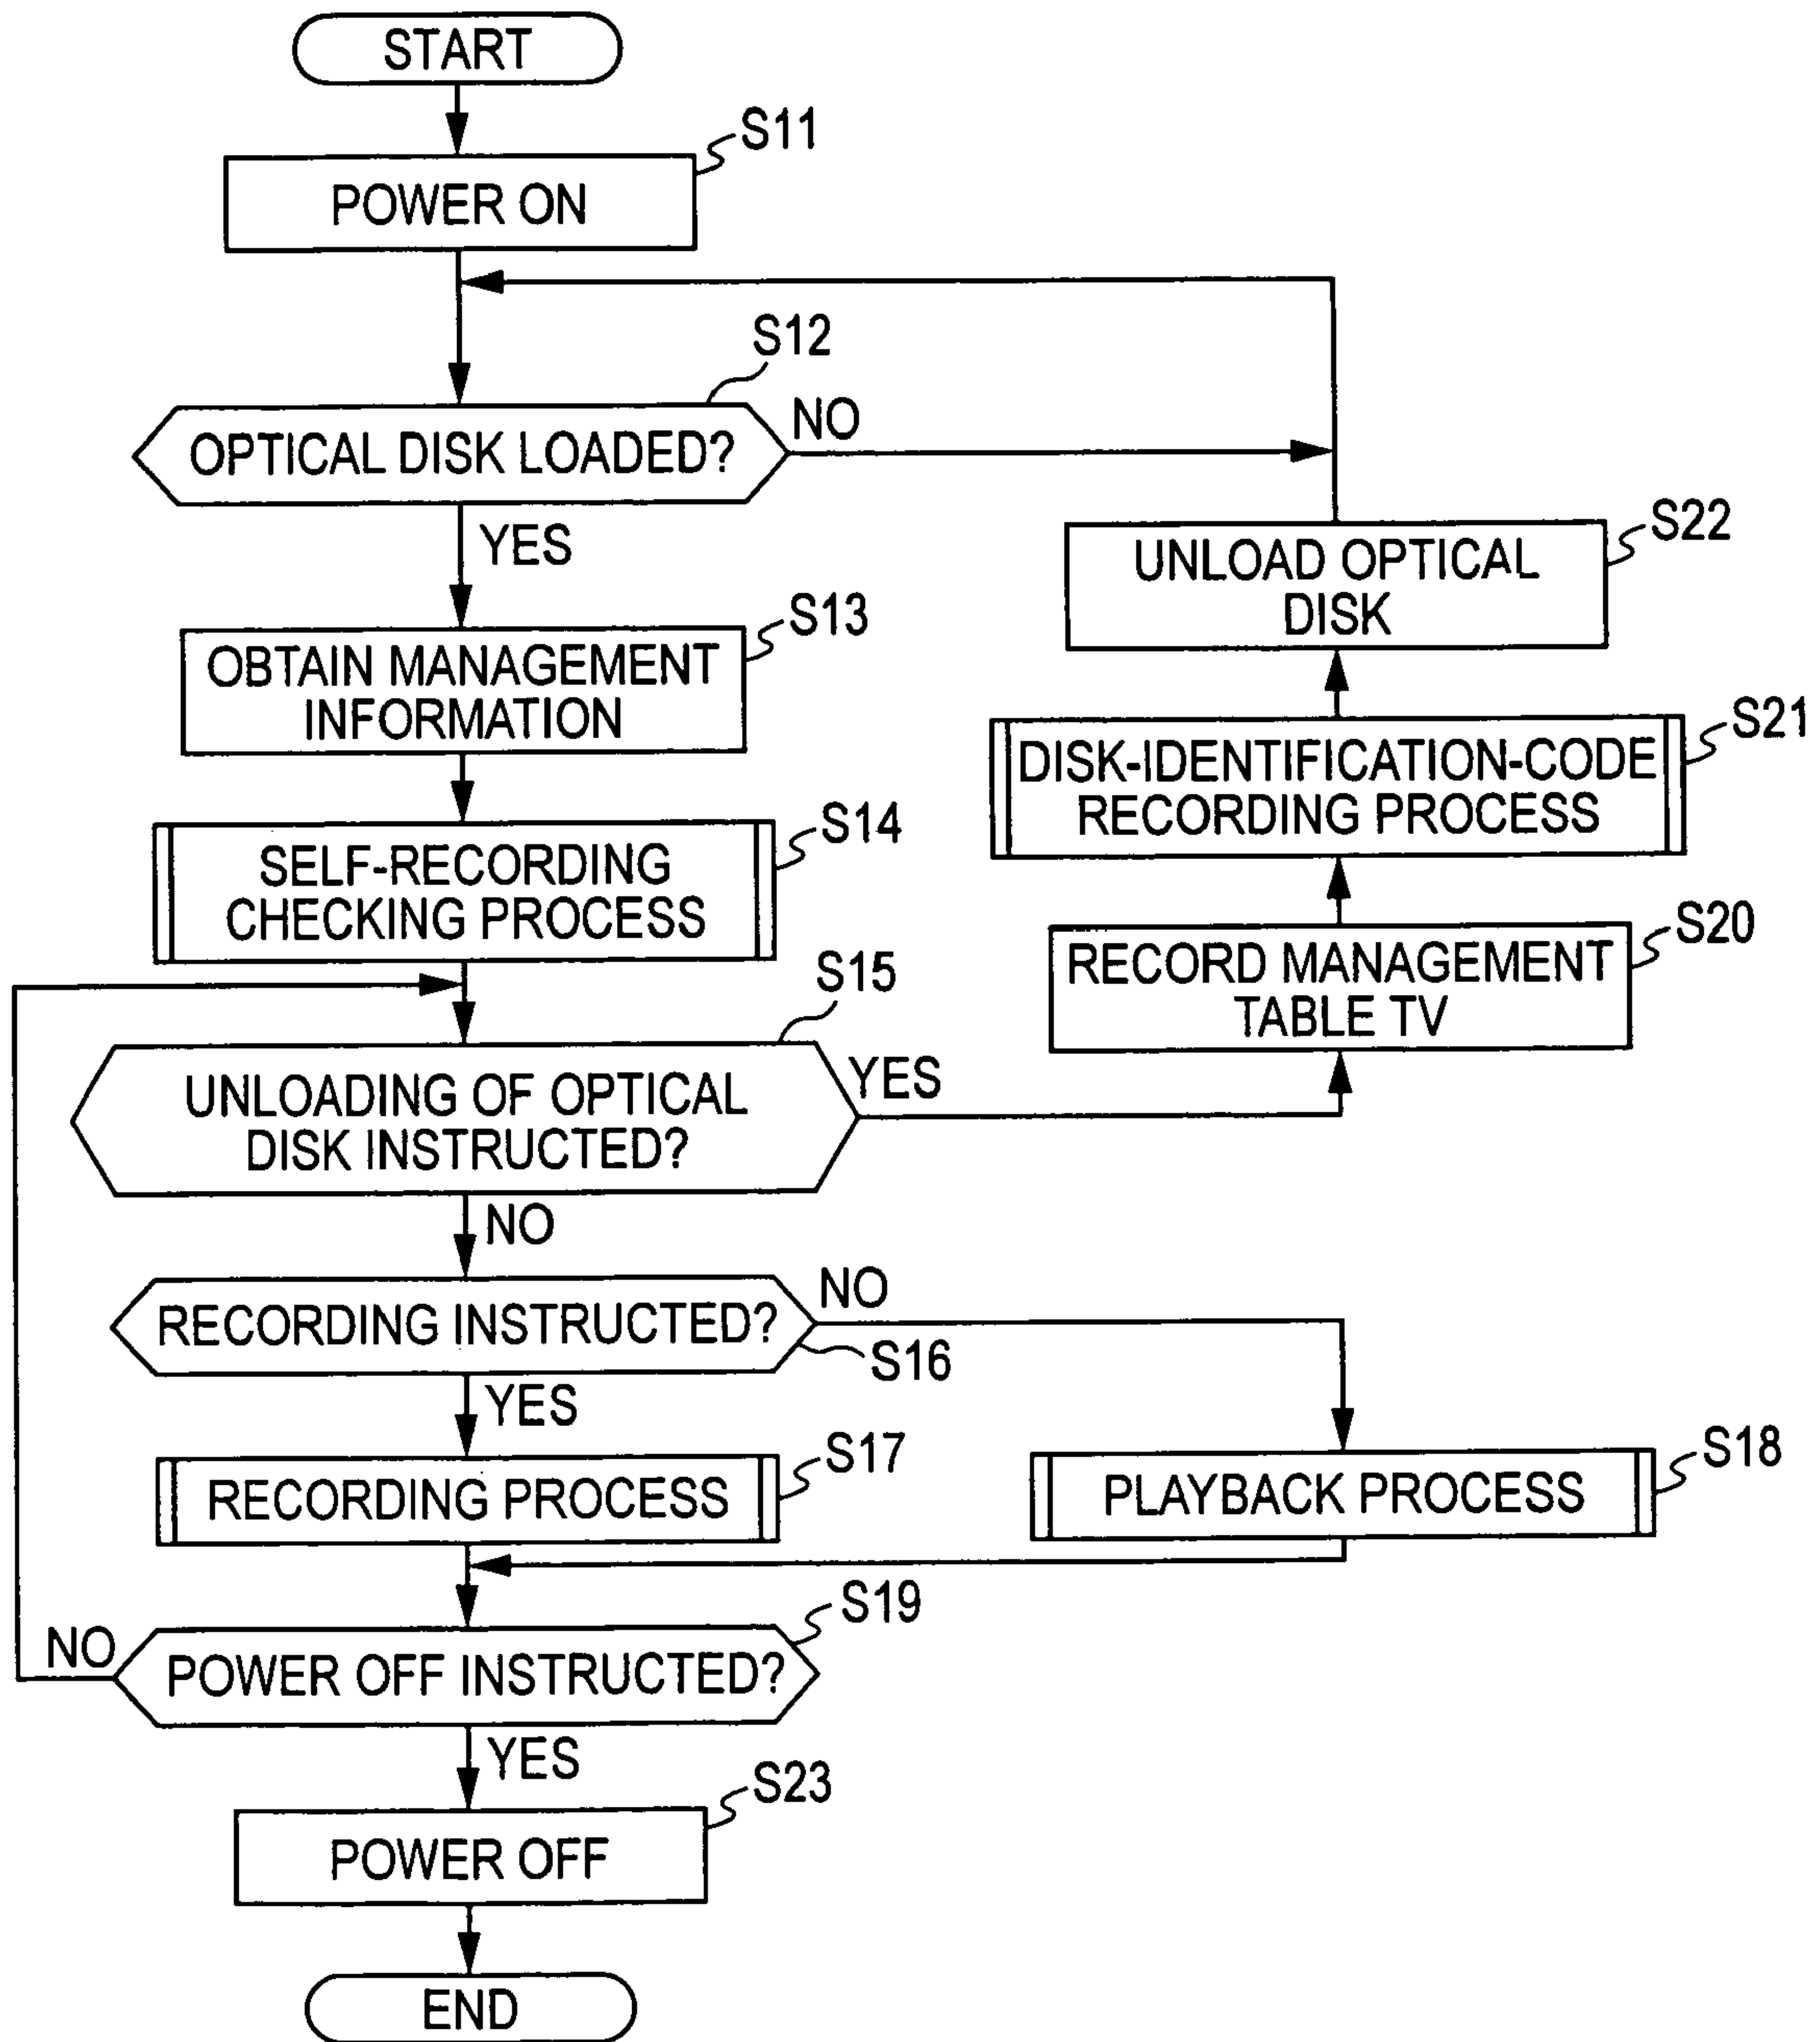 START
S11
POWER ON
S12
OPTICAL DISK LOADED?
NO
YES
S13
OBTAIN MANAGEMENT
INFORMATION
S14
SELF-RECORDING
CHECKING PROCESS
S15
UNLOADING OF OPTICAL
DISK INSTRUCTED?
YES
NO
S22
UNLOAD OPTICAL
DISK
S21
DISK-IDENTIFICATION-CODE
RECORDING PROCESS
S20
RECORD MANAGEMENT
TABLE TV
RECORDING INSTRUCTED?
NO
S16
YES
S17
RECORDING PROCESS
S18
PLAYBACK PROCESS
S19
NO
POWER OFF INSTRUCTED?
YES
S23
POWER OFF
END